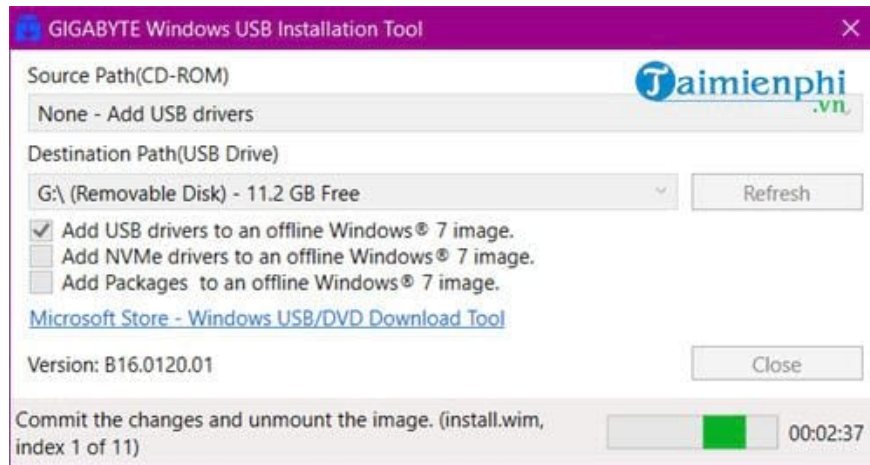 GIGABYTE Windows USB Installation Tool
Source Path(CD-ROM)
Taimienphi
.vn
None - Add USB drivers
Destination Path(USB Drive)
G:\ (Removable Disk) - 11.2 GB Free
Refresh
Add USB drivers to an offline Windows® 7 image.
Add NVMe drivers to an offline Windows® 7 image.
Add Packages  to an offline Windows® 7 image.
Microsoft Store - Windows USB/DVD Download Tool
Version: B16.0120.01
Close
Commit the changes and unmount the image. (install.wim,
index 1 of 11)
00:02:37